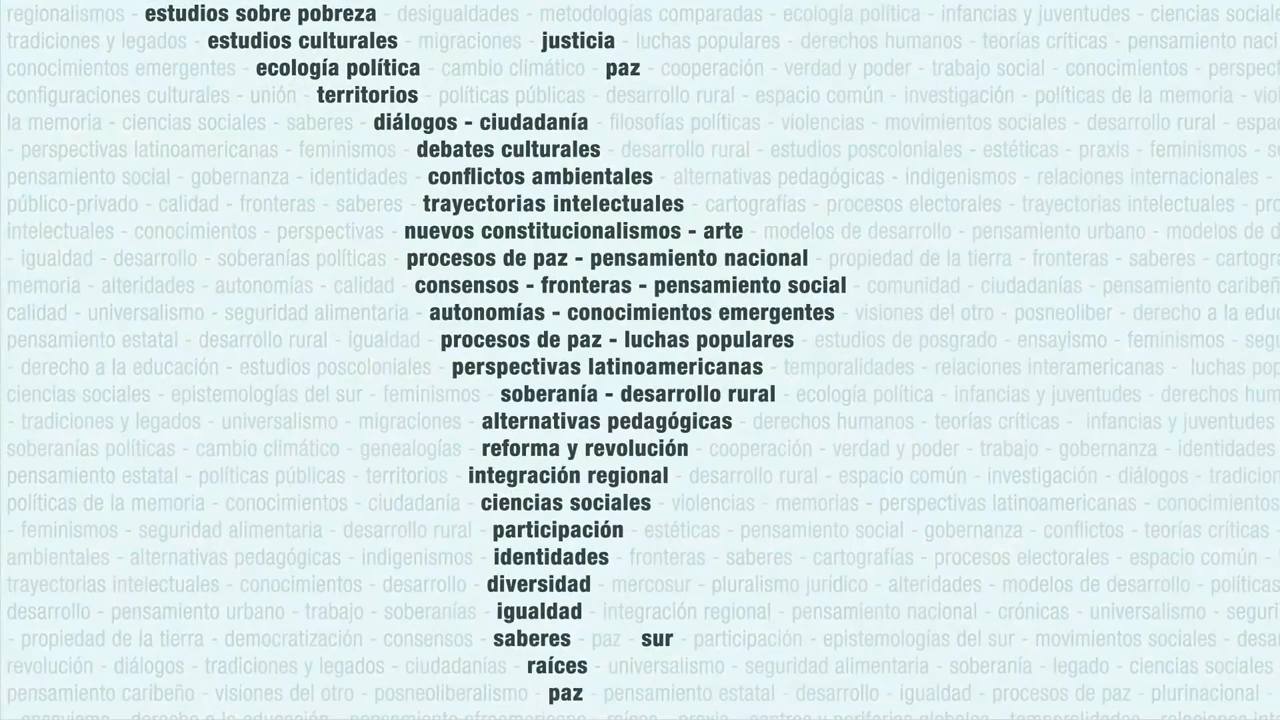 regionalismos - estudios sobre pobreza - desigualdades - metodologías comparadas - ecología política - infancias y juventudes - ciencias sociale
tradiciones y legados - estudios culturales - migraciones - justicia - luchas populares - derechos humanos - teorías críticas - pensamiento naci
conocimientos emergentes - ecología política - cambio climático - paz - cooperación - verdad y poder - trabajo social - conocimientos - perspect
configuraciones culturales - unión - territorios - políticas públicas - desarrollo rural - espacio común - investigación - políticas de la memoria - viol
la memoria - ciencias sociales - saberes - diálogos - ciudadanía - filosofías políticas - violencias - movimientos sociales - desarrollo rural - espa
- perspectivas latinoamericanas - feminismos - debates culturales - desarrollo rural - estudios poscoloniales - estéticas - praxis - feminismos - s
pensamiento social - gobernanza - identidades - conflictos ambientales - alternativas pedagógicas - indigenismos - relaciones internacionales -
público-privado - calidad - fronteras - saberes - trayectorias intelectuales - cartografías - procesos electorales - trayectorias intelectuales - pro
intelectuales - conocimientos - perspectivas - nuevos constitucionalismos - arte - modelos de desarrollo - pensamiento urbano - modelos de d
- igualdad - desarrollo - soberanías políticas - procesos de paz - pensamiento nacional - propiedad de la tierra - fronteras - saberes - cartogra
memoria - alteridades - autonomías - calidad - consensos - fronteras - pensamiento social - comunidad - ciudadanías - pensamiento caribeñ
calidad - universalismo - seguridad alimentaria - autonomías - conocimientos emergentes - visiones del otro - posneoliber - derecho a la edu
pensamiento estatal - desarrollo rural - igualdad - procesos de paz - luchas populares - estudios de posgrado - ensayismo - feminismos - segu
- derecho a la educación - estudios poscoloniales - perspectivas latinoamericanas - temporalidades - relaciones interamericanas - luchas pop
ciencias sociales - epistemologías del sur - feminismos - soberanía - desarrollo rural - ecología política - infancias y juventudes - derechos hum
- tradiciones y legados - universalismo - migraciones - alternativas pedagógicas - derechos humanos - teorías críticas - infancias y juventudes
soberanías políticas - cambio climático - genealogías - reforma y revolución - cooperación - verdad y poder - trabajo - gobernanza - identidades
pensamiento estatal - políticas públicas - territorios - integración regional - desarrollo rural - espacio común - investigación - diálogos - tradicion
políticas de la memoria - conocimientos - ciudadanía - ciencias sociales - violencias - memorias - perspectivas latinoamericanas - conocimientos
- feminismos - seguridad alimentaria - desarrollo rural - participación - estéticas - pensamiento social - gobernanza - conflictos - teorías críticas
ambientales - alternativas pedagógicas - indigenismos - identidades - fronteras - saberes - cartografías - procesos electorales - espacio común -
trayectorias intelectuales - conocimientos - desarrollo - diversidad - mercosur - pluralismo jurídico - alteridades - modelos de desarrollo - políticas
desarrollo - pensamiento urbano - trabajo - soberanías - igualdad - integración regional - pensamiento nacional - crónicas - universalismo - seguri
- propiedad de la tierra - democratización - consensos - saberes - paz - sur - participación - epistemologías del sur - movimientos sociales - desa
revolución - diálogos - tradiciones y legados - ciudadanías - raíces - universalismo - seguridad alimentaria - soberanía - legado - ciencias sociales
pensamiento caribeño - visiones del otro - posneoliberalismo - paz - pensamiento estatal - desarrollo - igualdad - procesos de paz - plurinacional -